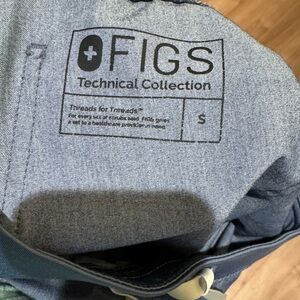 FIGS
Technical Collection
Threads for Threads™
For every set of scrubs sold, FIGS gives
a set to a healthcare provider in need.
S